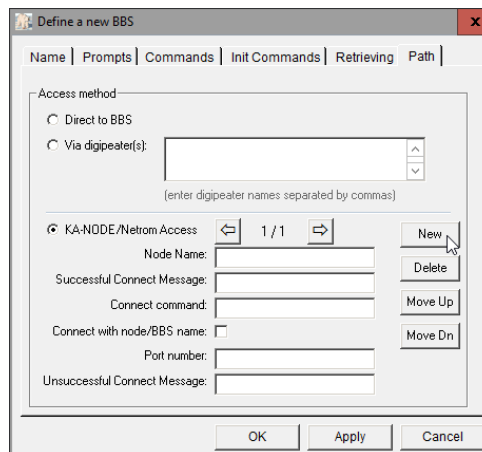 Define a new BBS
x
Name Prompts Commands Init Commands Retrieving Path
Access method
Direct to BBS
Via digipeater(s):
(enter digipeater names separated by commas)
KA-NODE/Netrom Access 1 / 1 New
Node Name:
Delete
Successful Connect Message:
Connect command: Move Up
Connect with node/BBS name: Move Dn
Port number:
Unsuccessful Connect Message:
OK Apply Cancel